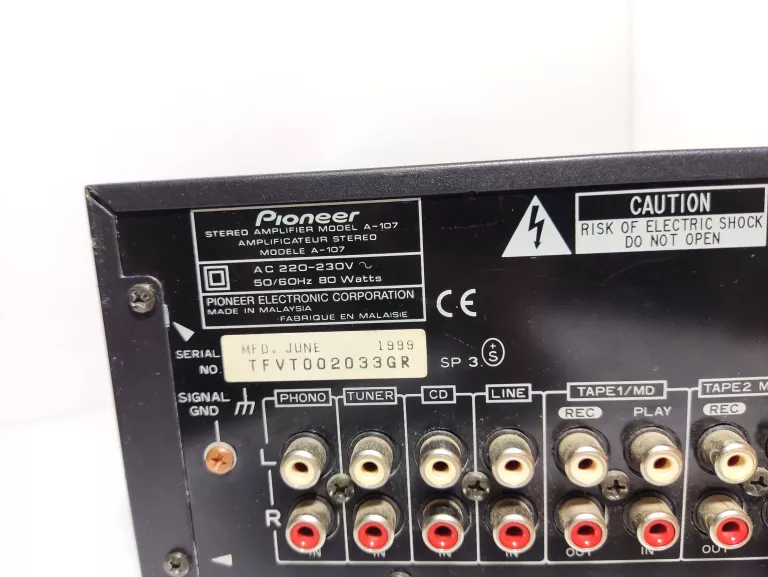 Pioneer
STEREO AMPLIFIER MODEL A-107
AMPLIFICATEUR STEREO
MODELE A-107
AC 220-230V ~
50/60Hz 80 Watts
PIONEER ELECTRONIC CORPORATION
MADE IN MALAYSIA
FABRIQUE EN MALAISIE
CE
CAUTION
RISK OF ELECTRIC SHOCK
DO NOT OPEN
SERIAL NO.
MFD. JUNE 1999
TFVT002033GR
SP 3. +S
SIGNAL GND
PHONO TUNER CD LINE TAPE1/MD TAPE2 M
REC PLAY REC
L
R
IN IN IN IN OUT IN OUT